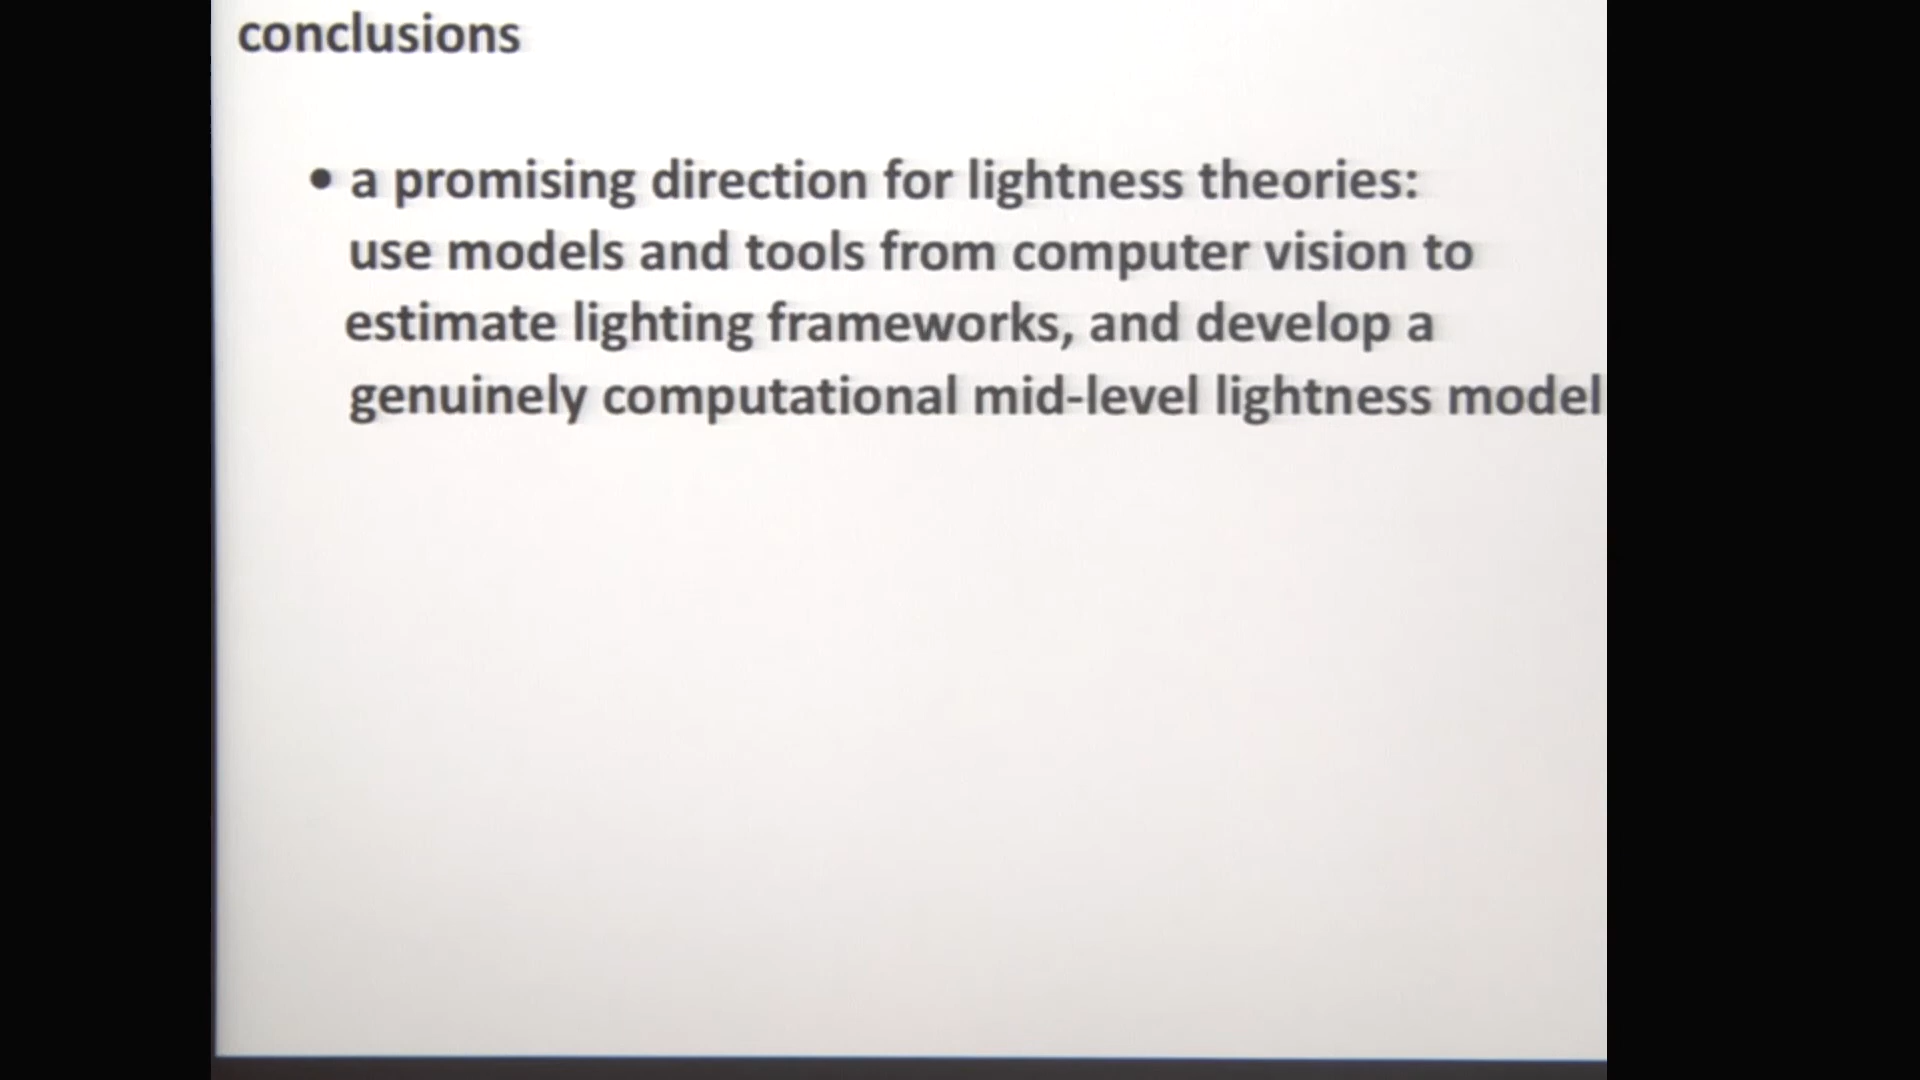 conclusions
• a promising direction for lightness theories:
use models and tools from computer vision to
estimate lighting frameworks, and develop a
genuinely computational mid-level lightness model